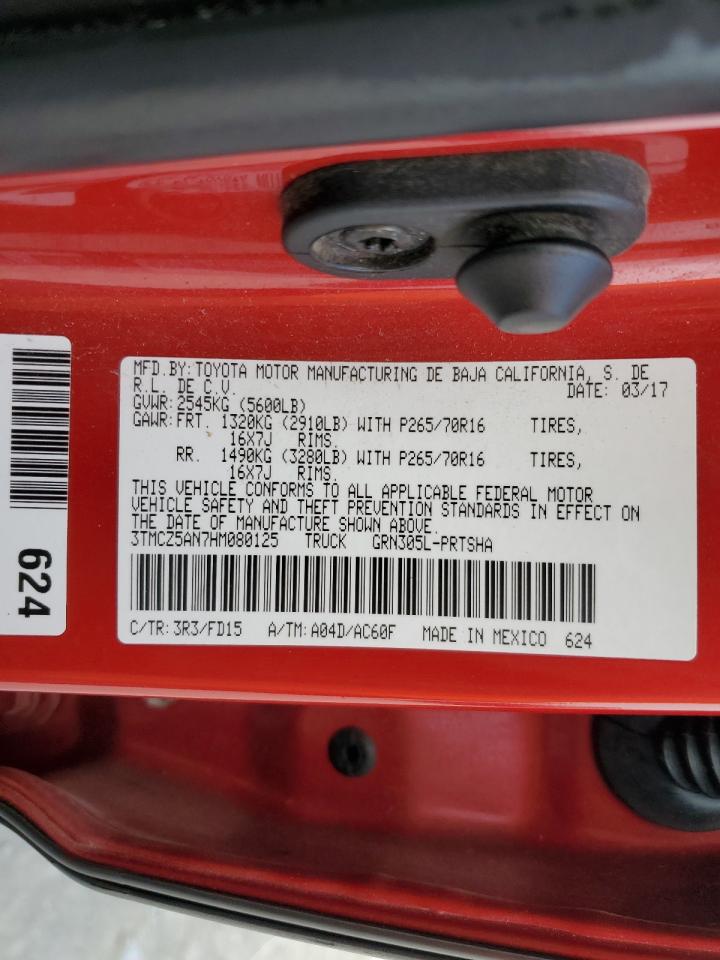 MFD.BY:TOYOTA MOTOR MANUFACTURING DE BAJA CALIFORNIA, S. DE
R.L. DE C.V. DATE: 03/17
GVWR:2545KG (5600LB)
GAWR:FRT. 1320KG (2910LB) WITH P265/70R16 TIRES,
16X7J RIMS.
RR. 1490KG (3280LB) WITH P265/70R16 TIRES,
16X7J RIMS.
THIS VEHICLE CONFORMS TO ALL APPLICABLE FEDERAL MOTOR
VEHICLE SAFETY AND THEFT PREVENTION STANDARDS IN EFFECT ON
THE DATE OF MANUFACTURE SHOWN ABOVE.
3TMCZ5AN7HM080125 TRUCK GRN305L-PRTSHA
C/TR:3R3/FD15 A/TM:A04D/AC60F MADE IN MEXICO 624
624